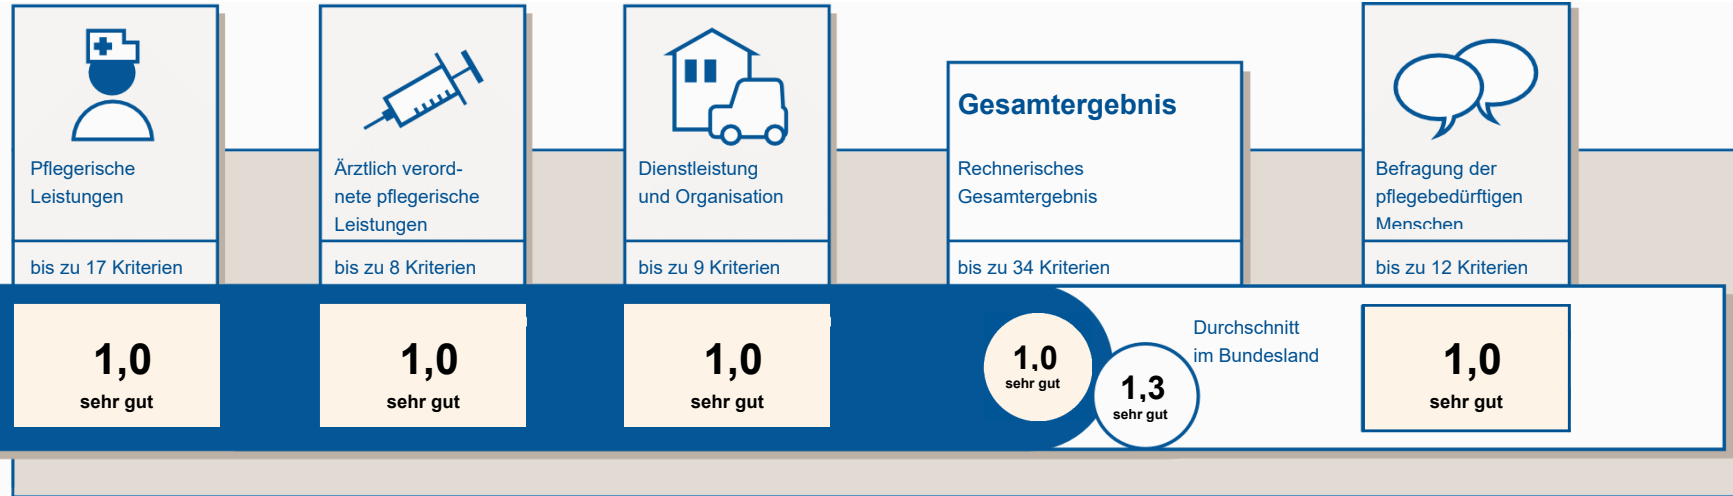 Pflegerische
Leistungen
bis zu 17 Kriterien
1,0
sehr gut
Ärztlich verord-
nete pflegerische
Leistungen
bis zu 8 Kriterien
1,0
sehr gut
Dienstleistung
und Organisation
bis zu 9 Kriterien
1,0
sehr gut
Gesamtergebnis
Rechnerisches
Gesamtergebnis
bis zu 34 Kriterien
1,0
sehr gut
1,3
sehr gut
Durchschnitt
im Bundesland
Befragung der
pflegebedürftigen
Menschen
bis zu 12 Kriterien
1,0
sehr gut